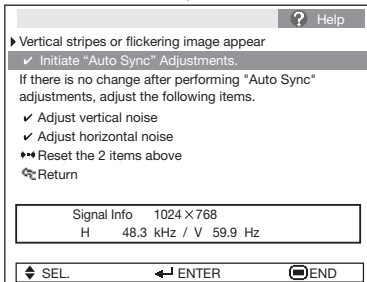 ? Help
Vertical stripes or flickering image appear
✔ Initiate “Auto Sync” Adjustments.
If there is no change after performing "Auto Sync"
adjustments, adjust the following items.
✔ Adjust vertical noise
✔ Adjust horizontal noise
Reset the 2 items above
Return
Signal Info 1024×768
H 48.3 kHz / V 59.9 Hz
SEL. ENTER END